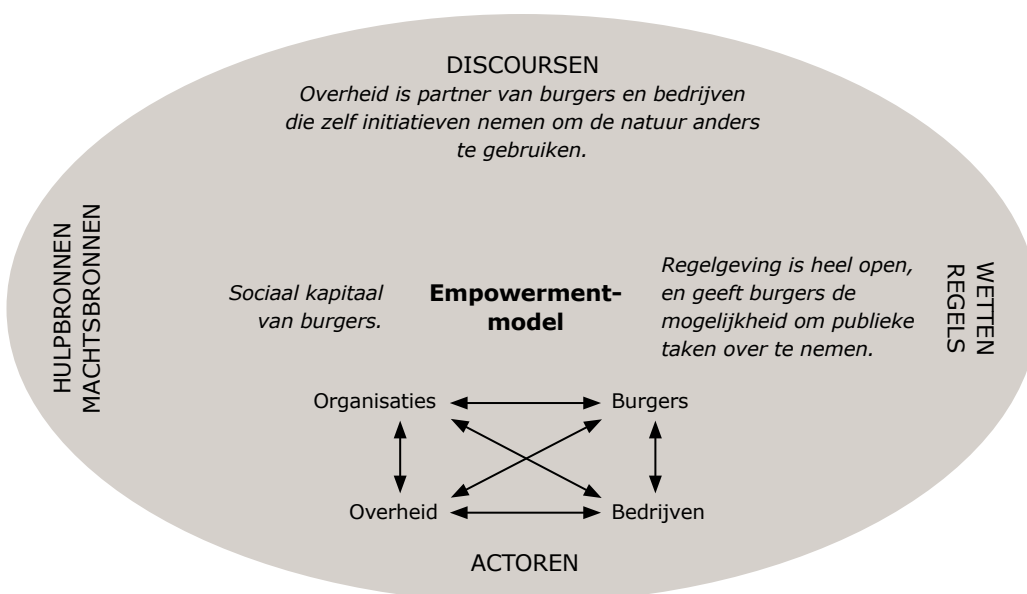 DISCOURSEN
Overheid is partner van burgers en bedrijven
die zelf initiatieven nemen om de natuur anders
te gebruiken.
HULPBRONNEN
MACHTSBRONNEN
Sociaal kapitaal
van burgers.
Empowerment-
model
Regelgeving is heel open,
en geeft burgers de
mogelijkheid om publieke
taken over te nemen.
WETTEN
REGELS
Organisaties
Burgers
Overheid
Bedrijven
ACTOREN